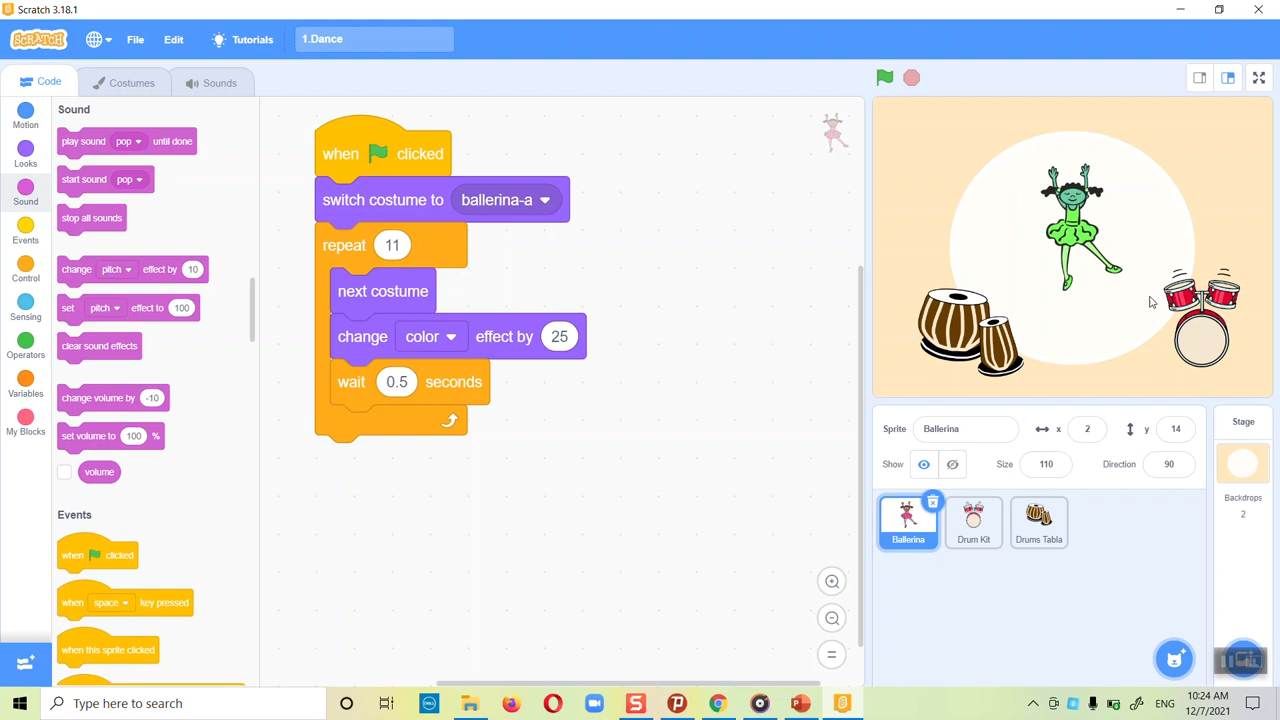 Scratch 3.18.1
SCRATCH
File
Edit
Tutorials
1.Dance
Code
Costumes
Sounds
Motion
Looks
Sound
Events
Control
Sensing
Operators
Variables
My Blocks
Sound
play sound pop until done
start sound pop
stop all sounds
change pitch effect by 10
set pitch effect to 100
clear sound effects
change volume by -10
set volume to 100 %
volume
Events
when clicked
when space key pressed
when this sprite clicked
when clicked
switch costume to ballerina-a
repeat 11
next costume
change color effect by 25
wait 0.5 seconds
Sprite Ballerina x 2 y 14
Show Size 110 Direction 90
Ballerina
Drum Kit
Drums Tabla
Stage
Backdrops
2
Type here to search
DELL
S
P
ENG
10:24 AM
12/7/2021